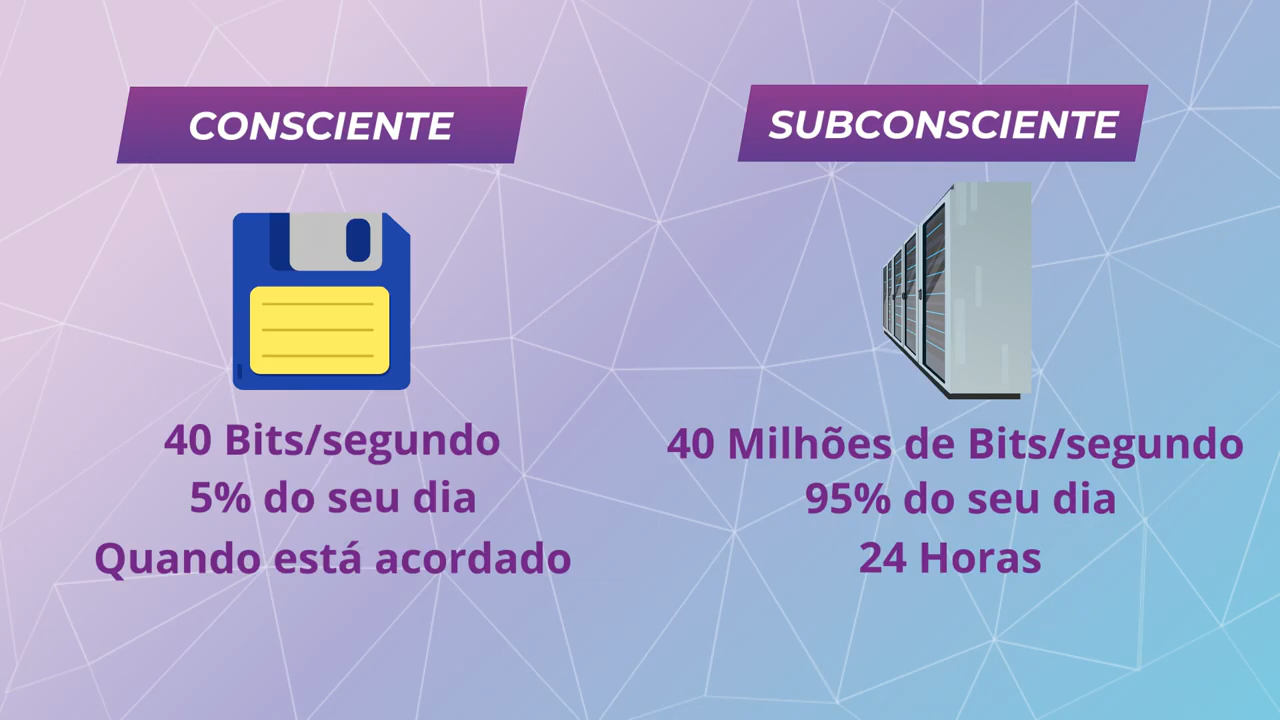 CONSCIENTE
40 Bits/segundo
5% do seu dia
Quando está acordado
SUBCONSCIENTE
40 Milhões de Bits/segundo
95% do seu dia
24 Horas